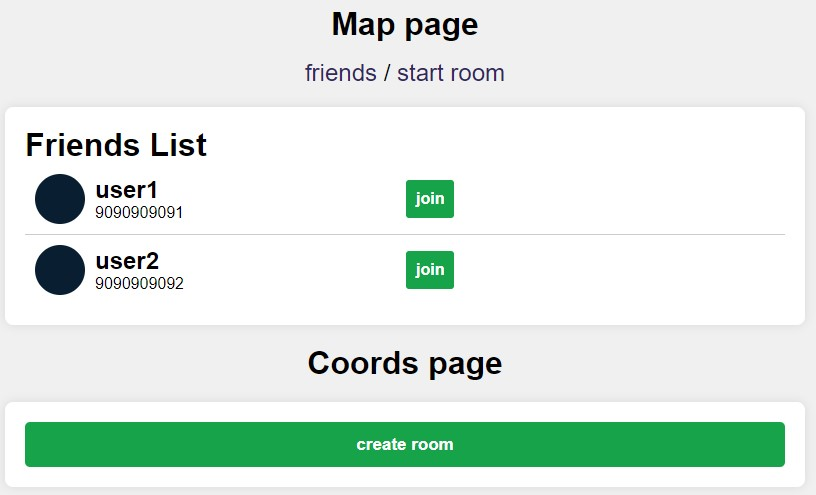 Map page
friends / start room
Friends List
user1
9090909091
join
user2
9090909092
join
Coords page
create room